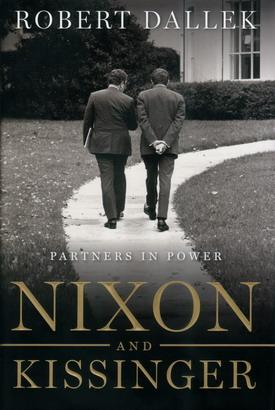 ROBERT DALLEK
PARTNERS IN POWER
NIXON
AND
KISSINGER